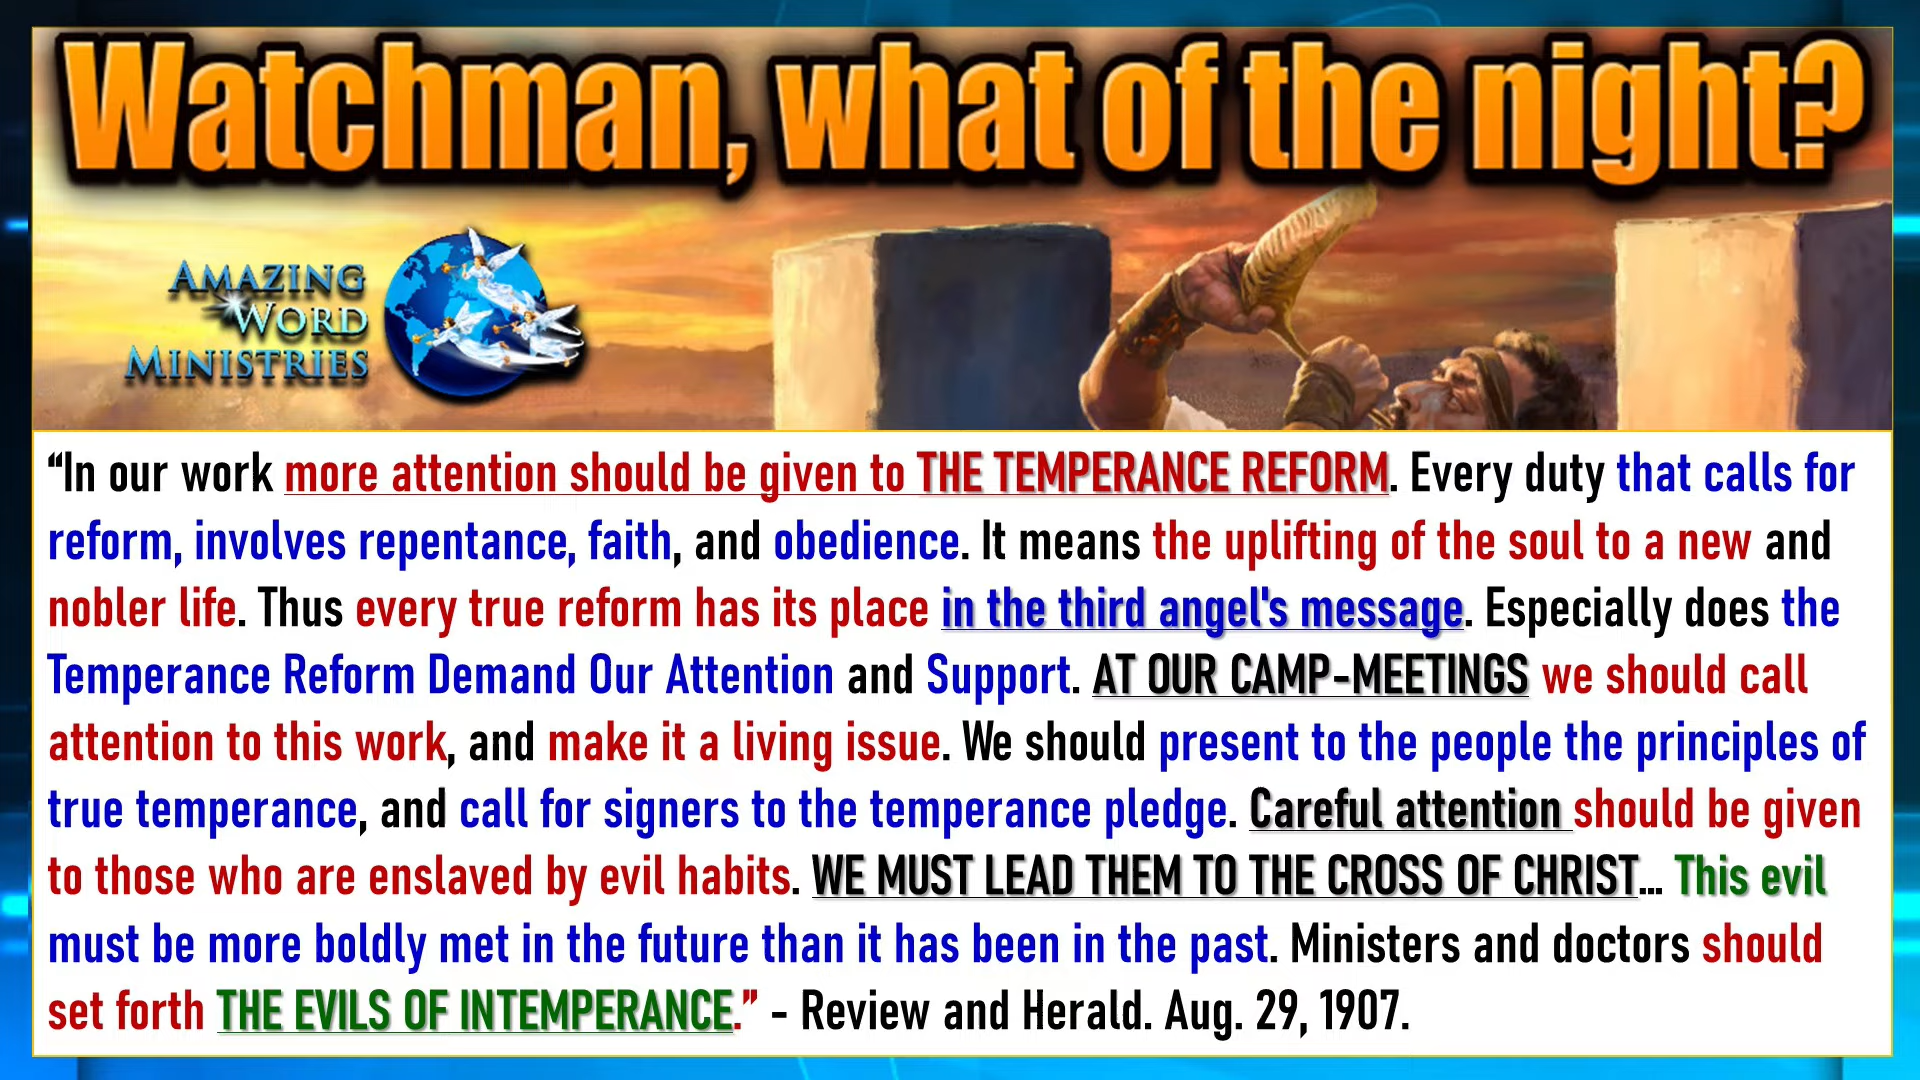 Watchman, what of the night?
AMAZING
WORD
MINISTRIES
“In our work more attention should be given to THE TEMPERANCE REFORM. Every duty that calls for
reform, involves repentance, faith, and obedience. It means the uplifting of the soul to a new and
nobler life. Thus every true reform has its place in the third angel's message. Especially does the
Temperance Reform Demand Our Attention and Support. AT OUR CAMP-MEETINGS we should call
attention to this work, and make it a living issue. We should present to the people the principles of
true temperance, and call for signers to the temperance pledge. Careful attention should be given
to those who are enslaved by evil habits. WE MUST LEAD THEM TO THE CROSS OF CHRIST... This evil
must be more boldly met in the future than it has been in the past. Ministers and doctors should
set forth THE EVILS OF INTEMPERANCE.” - Review and Herald. Aug. 29, 1907.